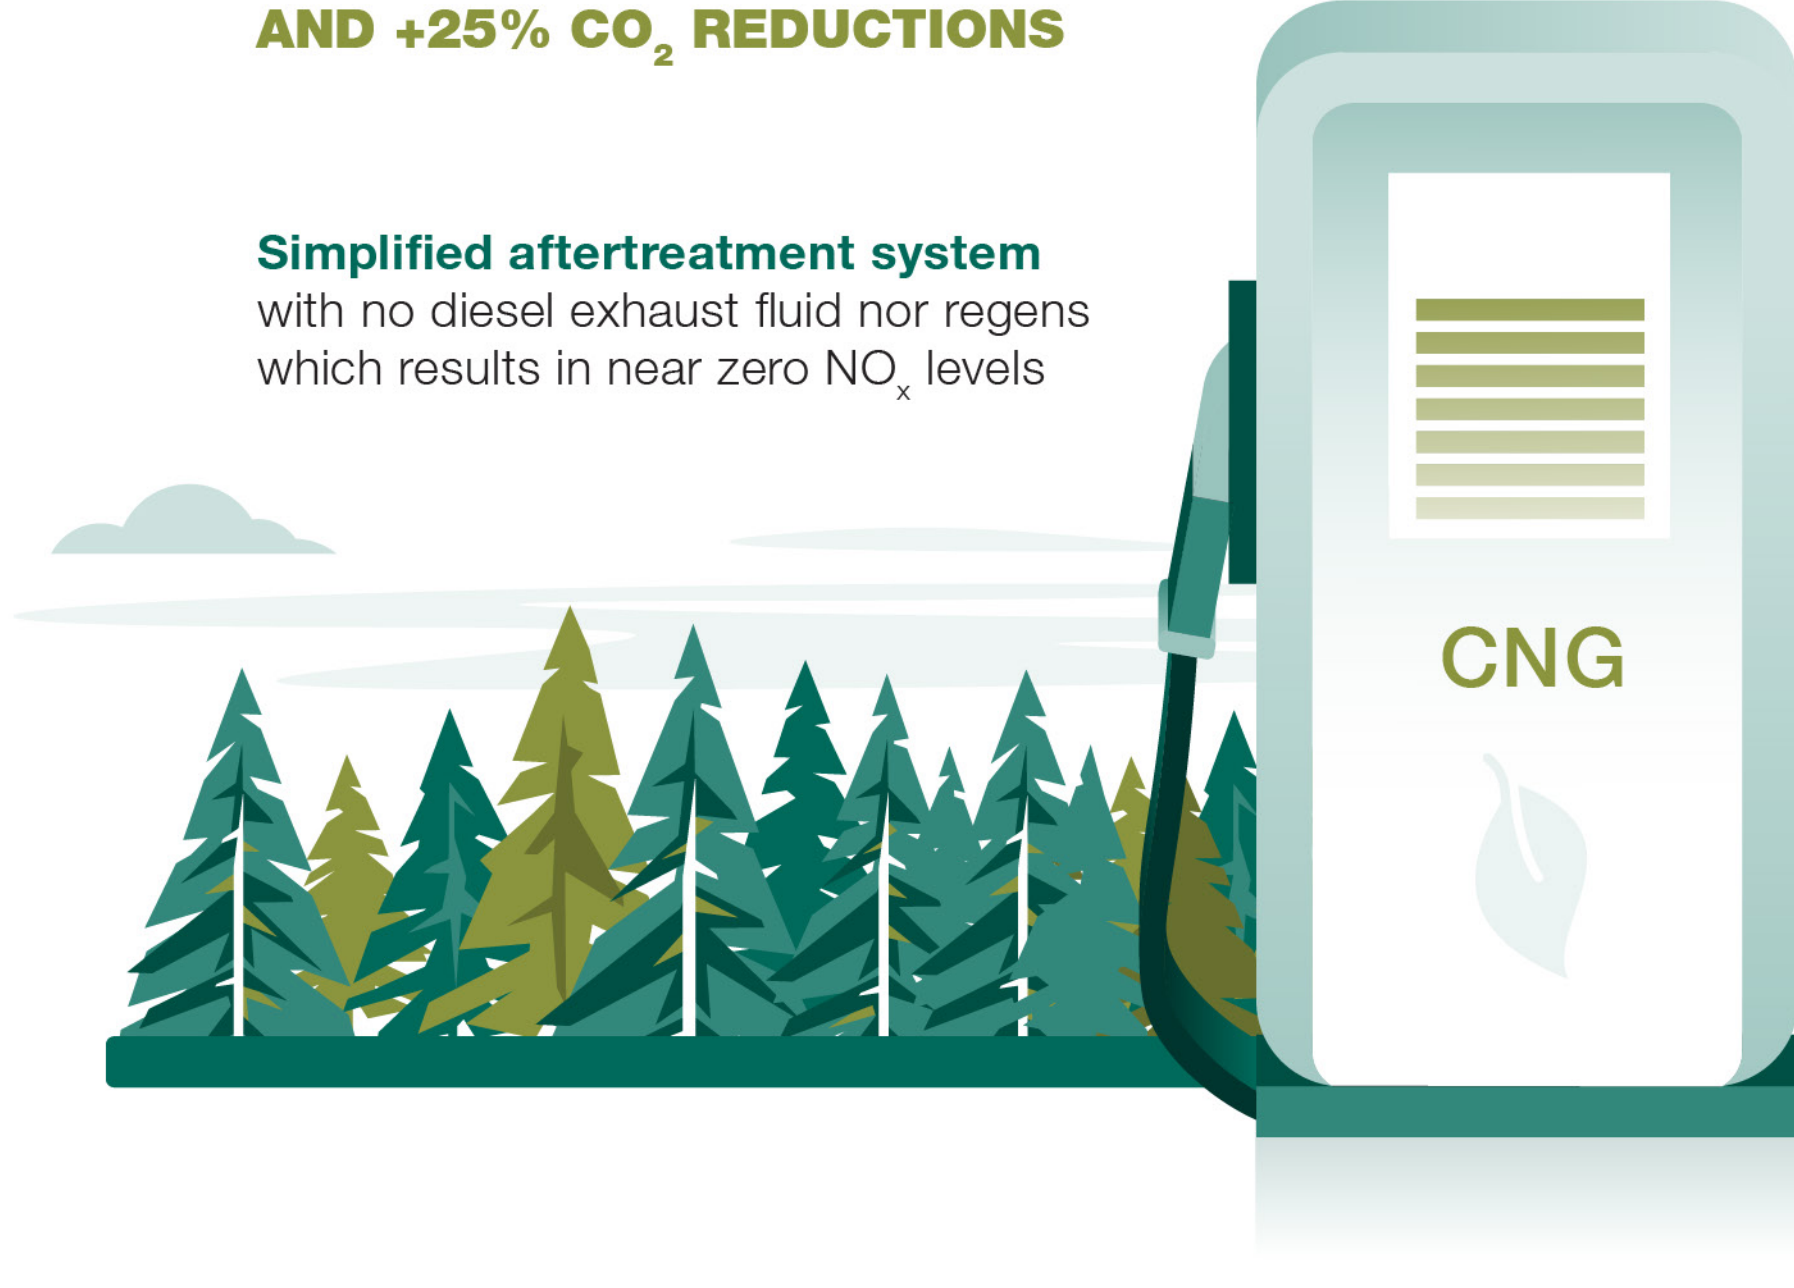 AND +25% CO₂ REDUCTIONS
Simplified aftertreatment system
with no diesel exhaust fluid nor regens
which results in near zero NOₓ levels
CNG